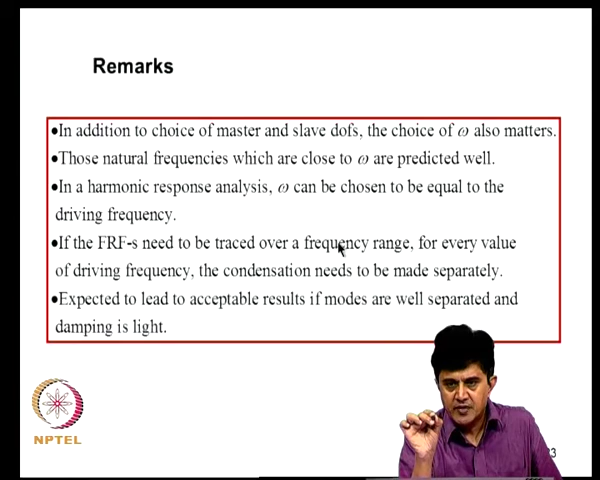 Remarks
•In addition to choice of master and slave dofs, the choice of ω also matters.
•Those natural frequencies which are close to ω are predicted well.
•In a harmonic response analysis, ω can be chosen to be equal to the
driving frequency.
•If the FRF-s need to be traced over a frequency range, for every value
of driving frequency, the condensation needs to be made separately.
•Expected to lead to acceptable results if modes are well separated and
damping is light.
NPTEL